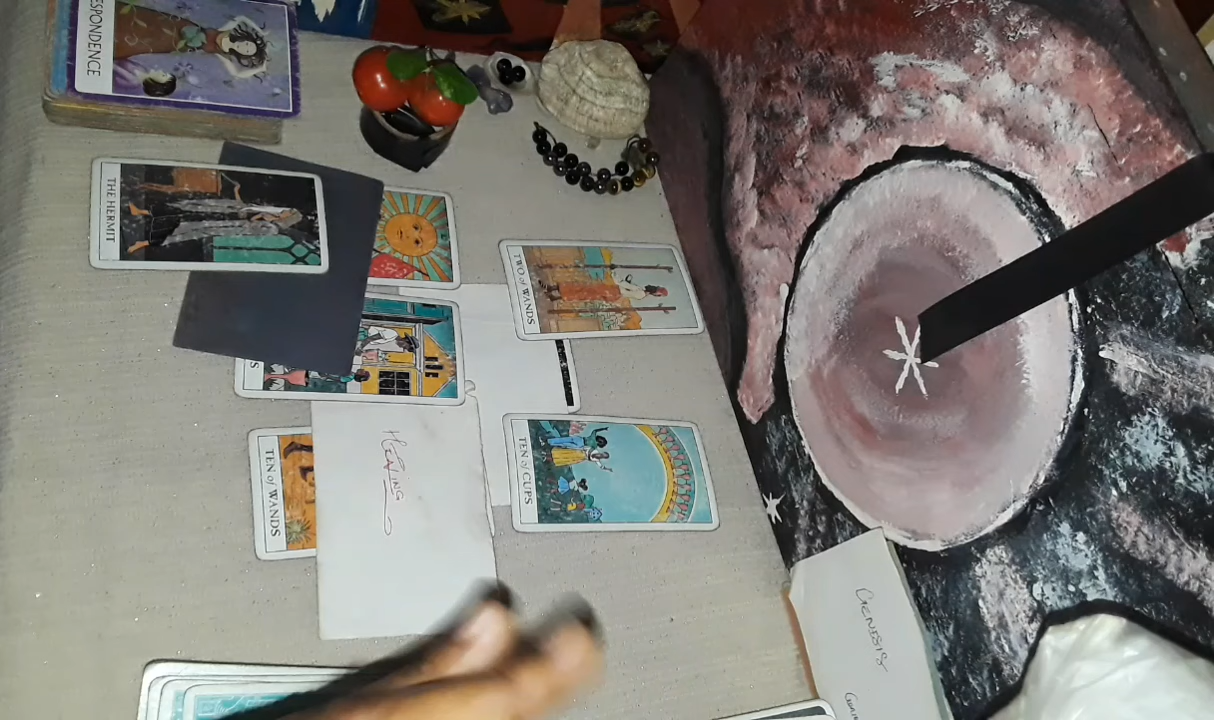 ESPONDENCE
THE HERMIT
TWO of WANDS
S
TEN of WANDS
HEALING
TEN of CUPS
GENESIS